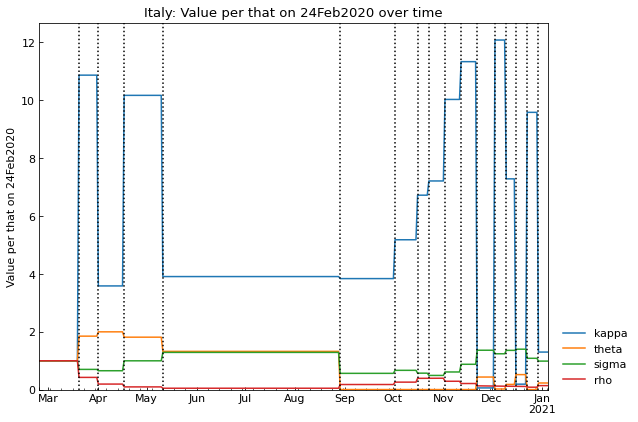 Italy: Value per that on 24Feb2020 over time
Value per that on 24Feb2020
12
10
8
6
4
2
0
Mar Apr May Jun Jul Aug Sep Oct Nov Dec Jan
2021
kappa
theta
sigma
rho